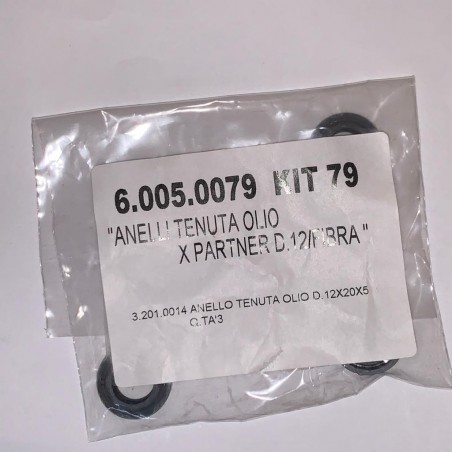 6.005.0079 KIT 79
"ANELLI TENUTA OLIO
X PARTNER D.12/FIBRA"
3.201.0014 ANELLO TENUTA OLIO D.12X20X5
Q.TA'3